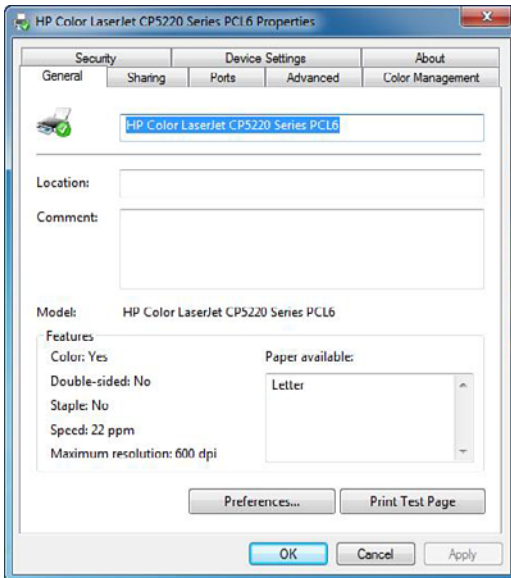 HP Color LaserJet CP5220 Series PCL6 Properties
Security Device Settings About
General Sharing Ports Advanced Color Management
HP Color LaserJet CP5220 Series PCL6
Location:
Comment:
Model: HP Color LaserJet CP5220 Series PCL6
Features
Color: Yes Paper available:
Double-sided: No Letter
Staple: No
Speed: 22 ppm
Maximum resolution: 600 dpi
Preferences... Print Test Page
OK Cancel Apply